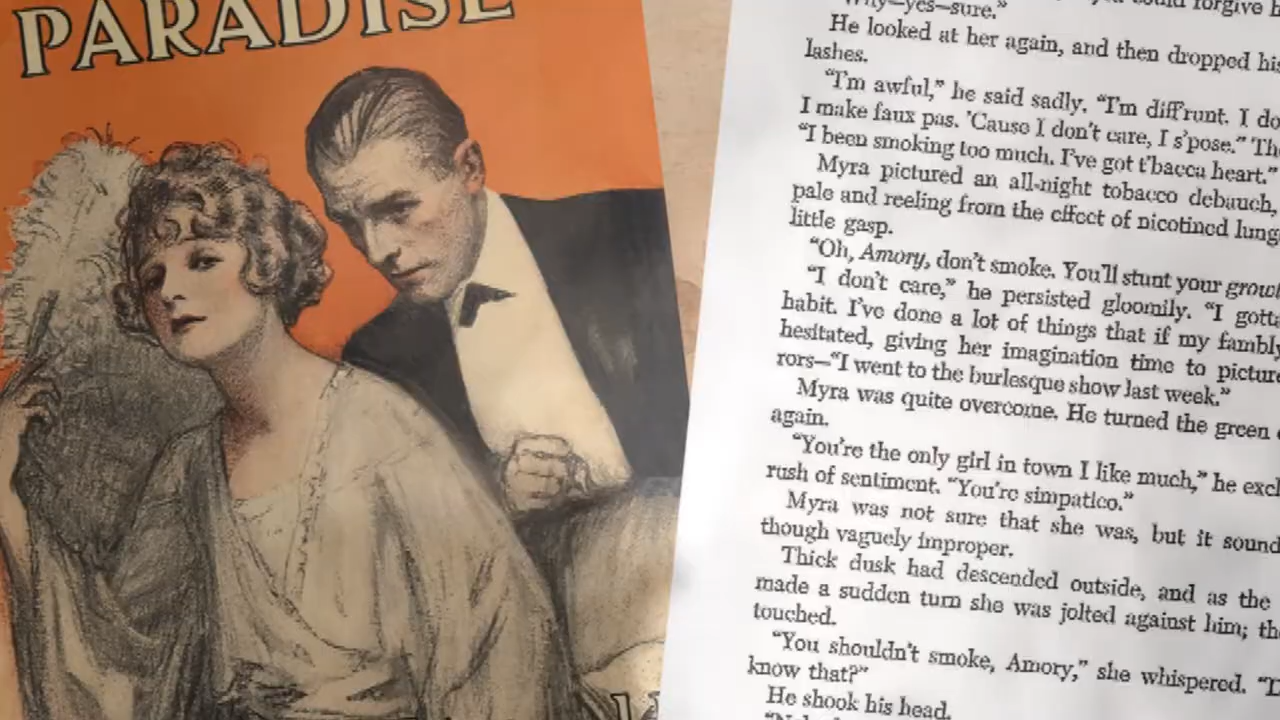 PARADISE
could forgive h
"Why—yes—sure."
He looked at her again, and then dropped his
lashes.
"I'm awful," he said sadly. "I'm diff'runt. I do
I make faux pas. 'Cause I don't care, I s'pose." The
"I been smoking too much. I've got t'bacca heart."
Myra pictured an all-night tobacco debauch,
pale and reeling from the effect of nicotined lung
little gasp.
"Oh, Amory, don't smoke. You'll stunt your growt
"I don't care," he persisted gloomily. "I gotta
habit. I've done a lot of things that if my fambly
hesitated, giving her imagination time to picture
rors—"I went to the burlesque show last week."
Myra was quite overcome. He turned the green e
again.
"You're the only girl in town I like much," he excl
rush of sentiment. "You're simpatico."
Myra was not sure that she was, but it sound
though vaguely improper.
Thick dusk had descended outside, and as the
made a sudden turn she was jolted against him; th
touched.
"You shouldn't smoke, Amory," she whispered. "D
know that?"
He shook his head.